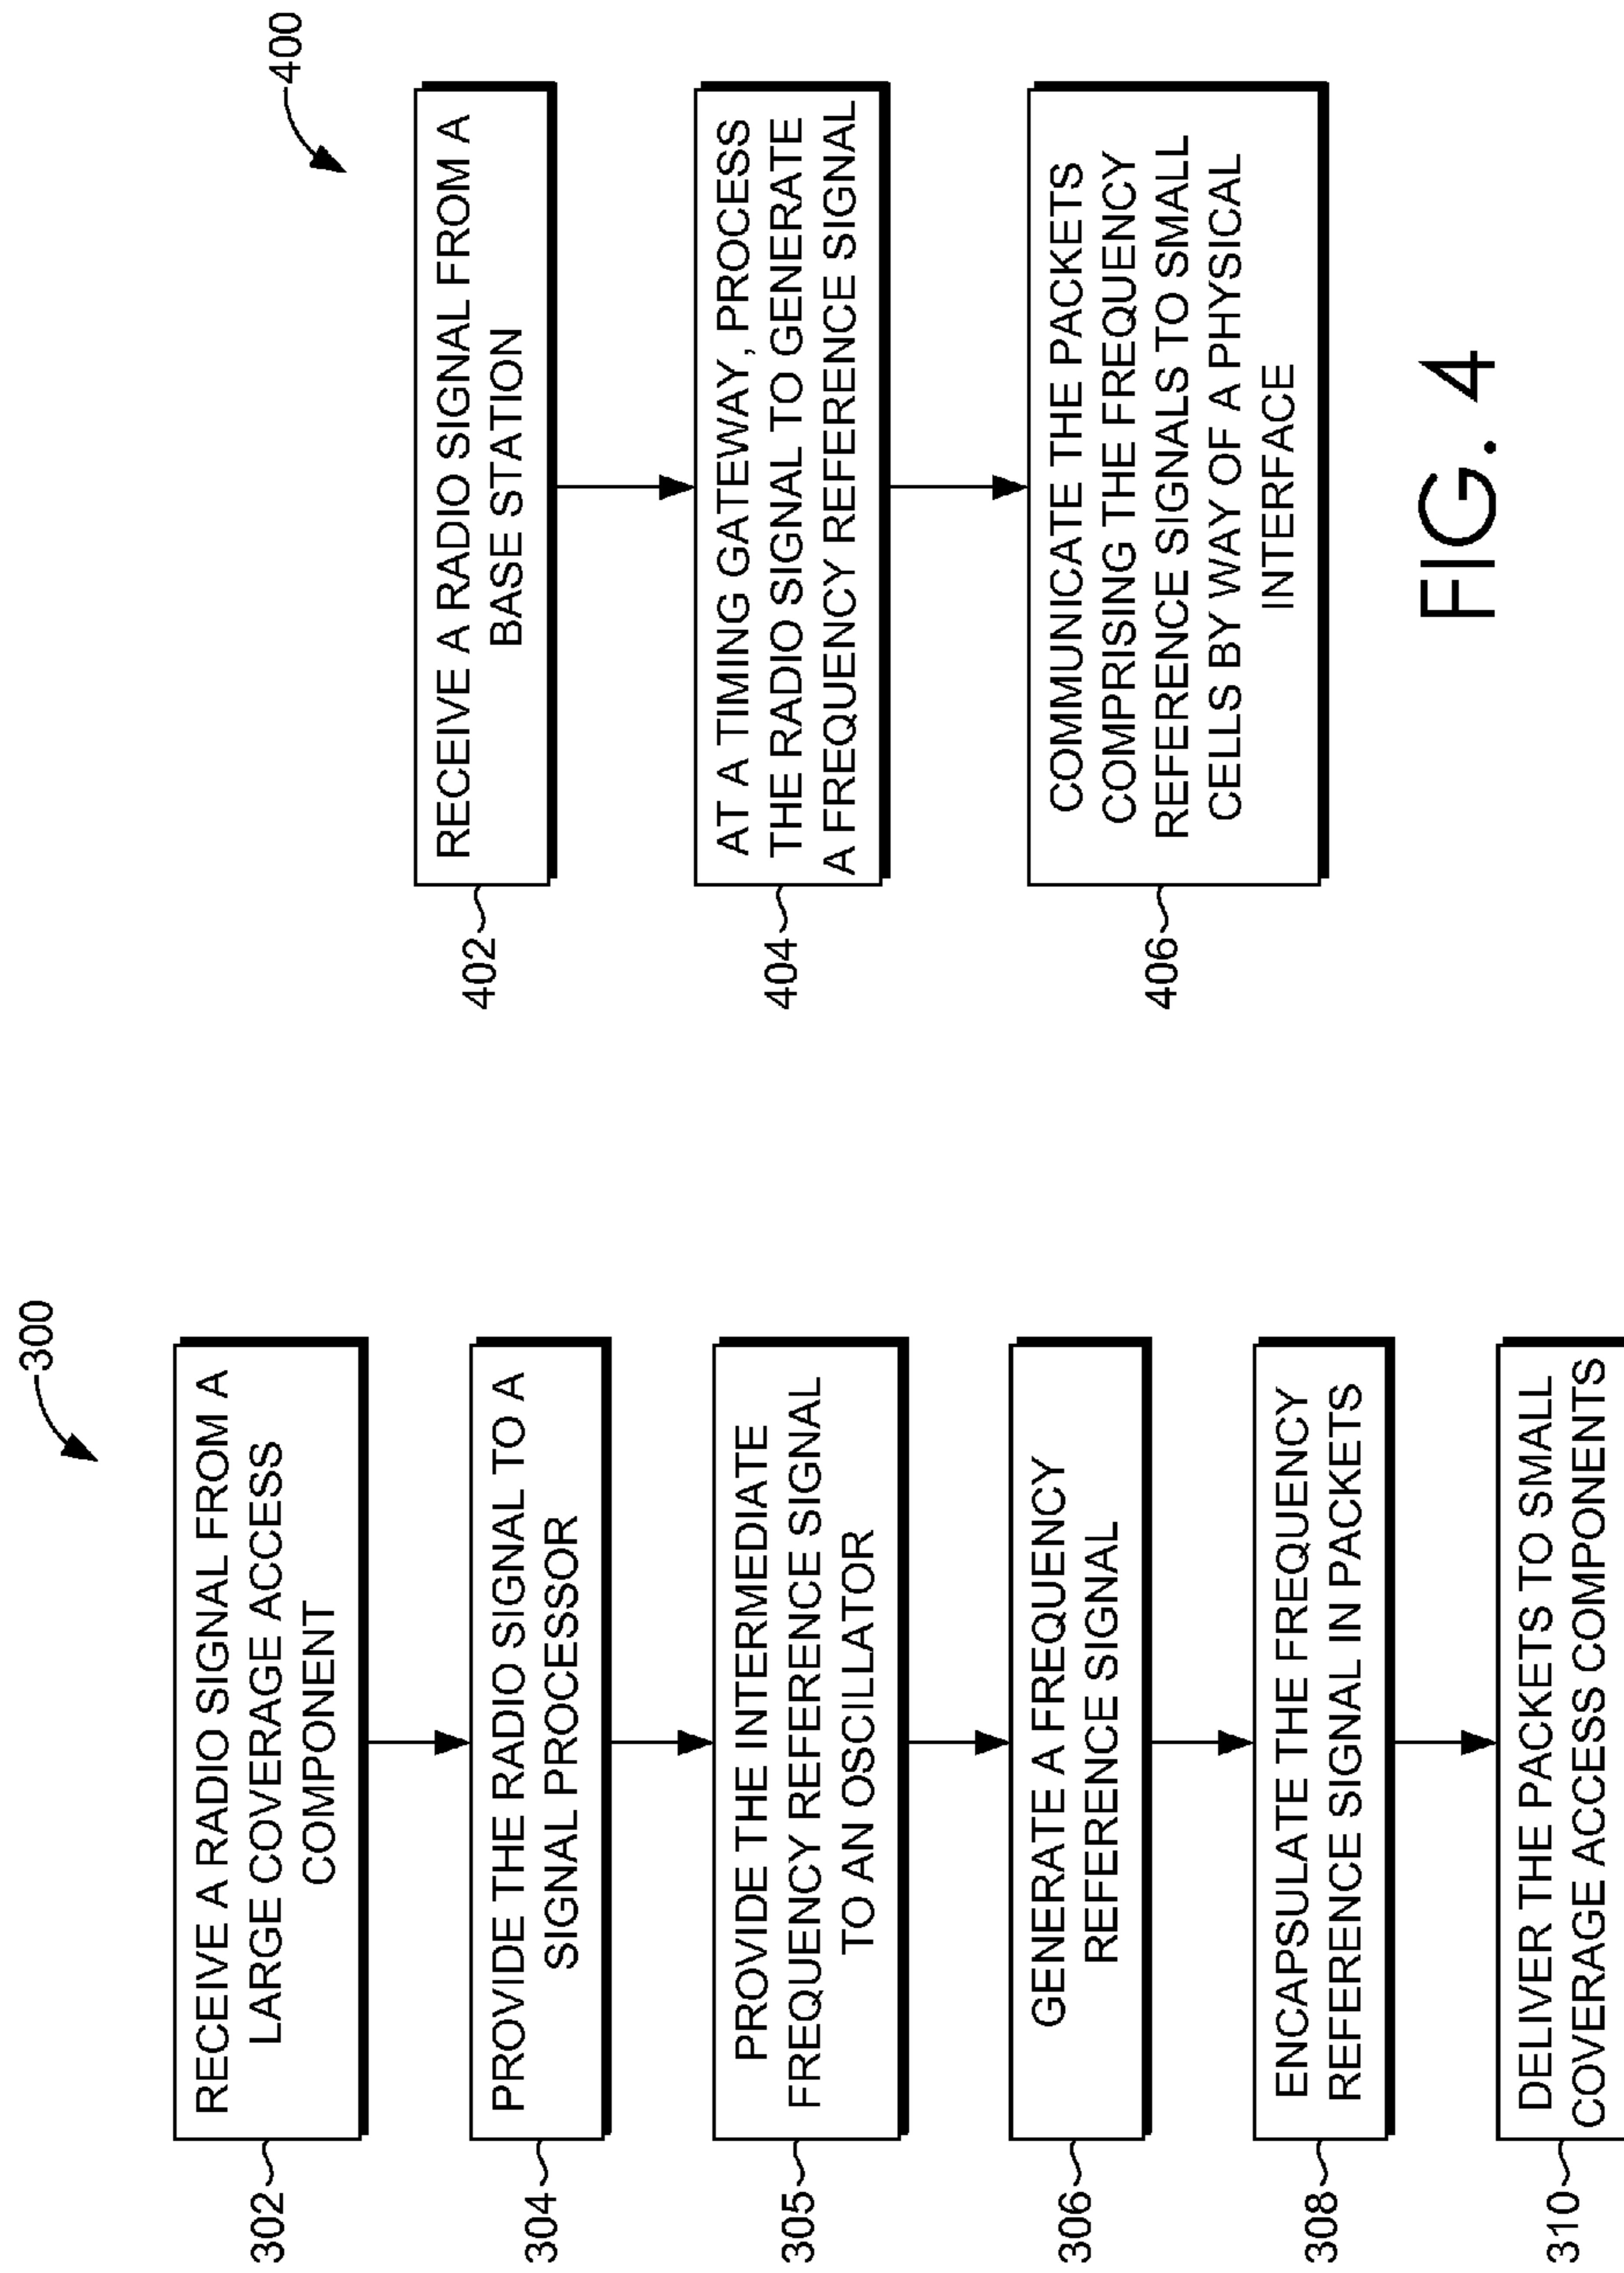 300
302
RECEIVE A RADIO SIGNAL FROM A
LARGE COVERAGE ACCESS
COMPONENT
304
PROVIDE THE RADIO SIGNAL TO A
SIGNAL PROCESSOR
305
PROVIDE THE INTERMEDIATE
FREQUENCY REFERENCE SIGNAL
TO AN OSCILLATOR
306
GENERATE A FREQUENCY
REFERENCE SIGNAL
308
ENCAPSULATE THE FREQUENCY
REFERENCE SIGNAL IN PACKETS
310
DELIVER THE PACKETS TO SMALL
COVERAGE ACCESS COMPONENTS
400
402
RECEIVE A RADIO SIGNAL FROM A
BASE STATION
404
AT A TIMING GATEWAY, PROCESS
THE RADIO SIGNAL TO GENERATE
A FREQUENCY REFERENCE SIGNAL
406
COMMUNICATE THE PACKETS
COMPRISING THE FREQUENCY
REFERENCE SIGNALS TO SMALL
CELLS BY WAY OF A PHYSICAL
INTERFACE
FIG. 4